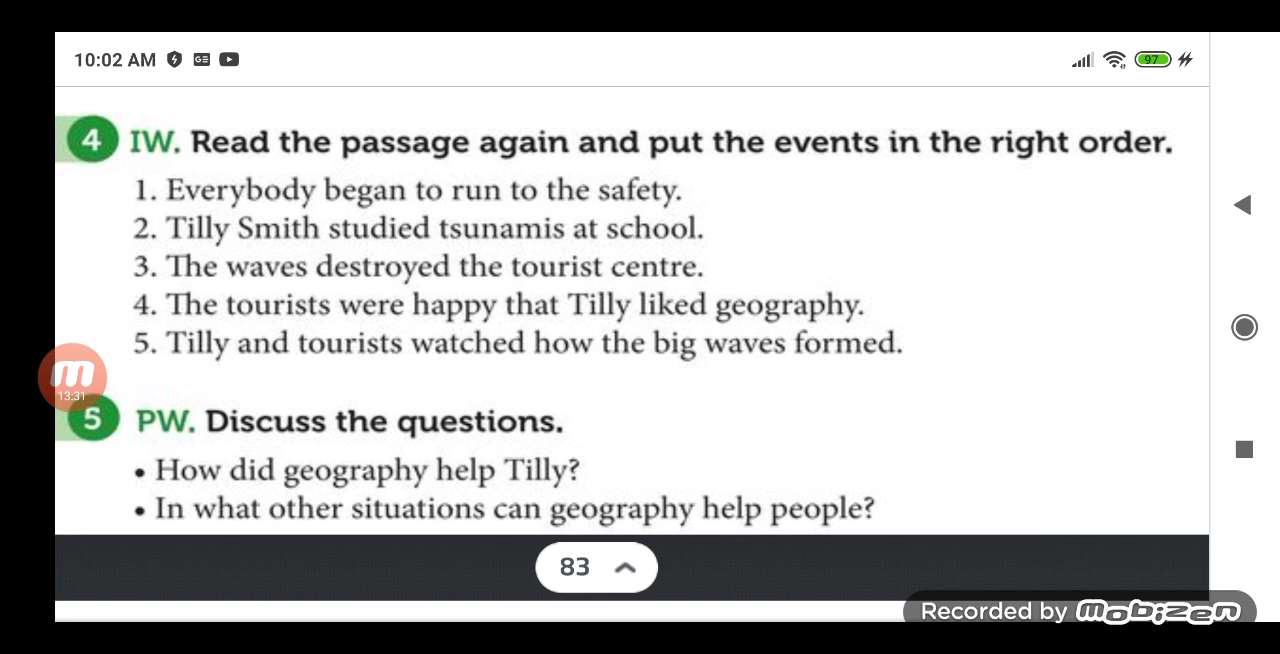 10:02 AM GE 97
4 IW. Read the passage again and put the events in the right order.
1. Everybody began to run to the safety.
2. Tilly Smith studied tsunamis at school.
3. The waves destroyed the tourist centre.
4. The tourists were happy that Tilly liked geography.
5. Tilly and tourists watched how the big waves formed.
m
13:31
5 PW. Discuss the questions.
• How did geography help Tilly?
• In what other situations can geography help people?
83
Recorded by mobizen